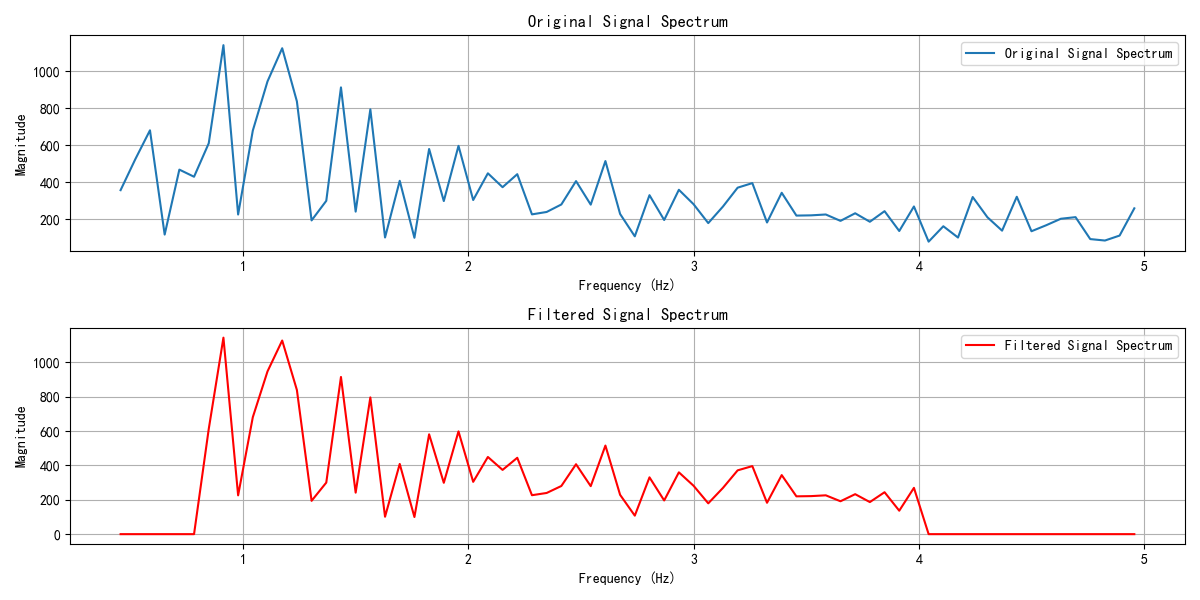 Original Signal Spectrum
Original Signal Spectrum
Magnitude
1000
800
600
400
200
1 2 3 4 5
Frequency (Hz)
Filtered Signal Spectrum
Filtered Signal Spectrum
Magnitude
1000
800
600
400
200
0
1 2 3 4 5
Frequency (Hz)